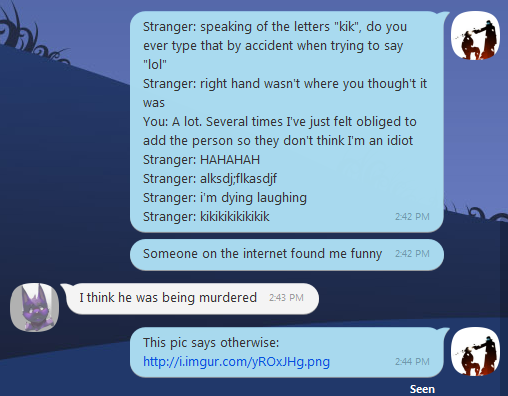 Stranger: speaking of the letters "kik", do you
ever type that by accident when trying to say
"lol"
Stranger: right hand wasn't where you though't it
was
You: A lot. Several times I've just felt obliged to
add the person so they don't think I'm an idiot
Stranger: HAHAHAH
Stranger: alksdj;flkasdjf
Stranger: i'm dying laughing
Stranger: kikikikikikik
2:42 PM
Someone on the internet found me funny 2:42 PM
I think he was being murdered 2:43 PM
This pic says otherwise:
http://i.imgur.com/yROxJHg.png 2:44 PM
Seen